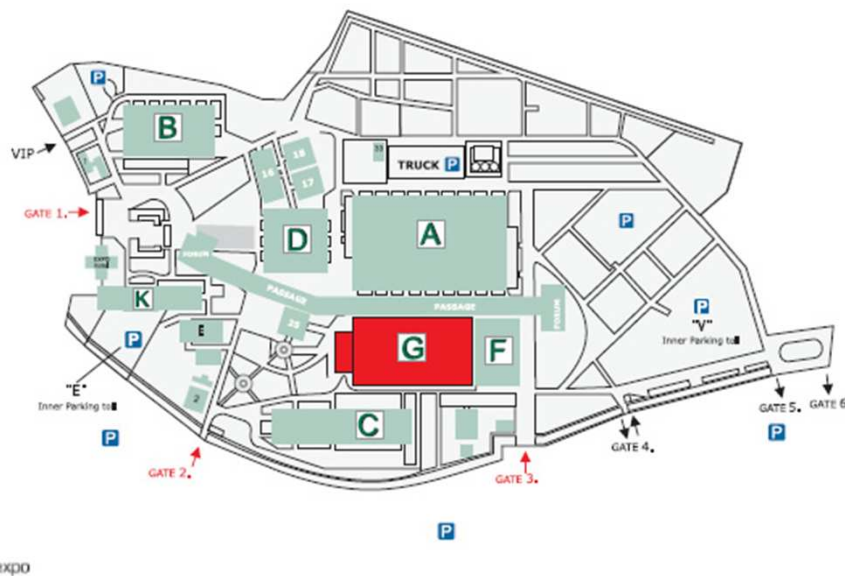 B
VIP
18
16
17
33
TRUCK P
GATE 1.
D
A
FORUM
EXPO
K
PASSAGE
PASSAGE
FORUM
25
E
G
F
P
"V"
Inner Parking
"E"
Inner Parking
2
C
GATE 2.
GATE 3.
GATE 4.
GATE 5.
GATE 6
P
P
P
P
P
P
expo